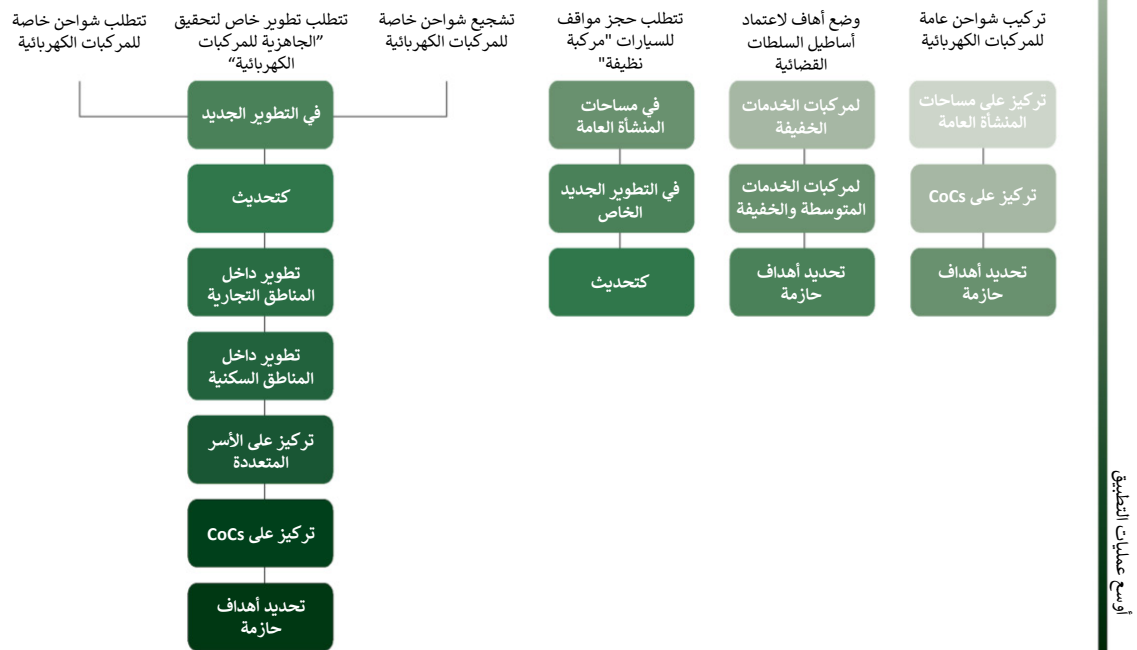 تركيب شواحن عامة
للمركبات الكهربائية
تركيز على مساحات
المنشأة العامة
تركيز على CoCs
تحديد أهداف
حازمة
وضع أهاف لاعتماد
أساطيل السلطات
القضائية
لمركبات الخدمات
الخفيفة
لمركبات الخدمات
المتوسطة والخفيفة
تحديد أهداف
حازمة
تتطلب حجز مواقف
للسيارات "مركبة
نظيفة"
في مساحات
المنشأة العامة
في التطوير الجديد
الخاص
كتحديث
تشجيع شواحن خاصة
للمركبات الكهربائية
تتطلب تطوير خاص لتحقيق
”الجاهزية للمركبات
الكهربائية“
تتطلب شواحن خاصة
للمركبات الكهربائية
في التطوير الجديد
كتحديث
تطوير داخل
المناطق التجارية
تطوير داخل
المناطق السكنية
تركيز على الأسر
المتعددة
تركيز على CoCs
تحديد أهداف
حازمة
أوسع عمليات التطبيق